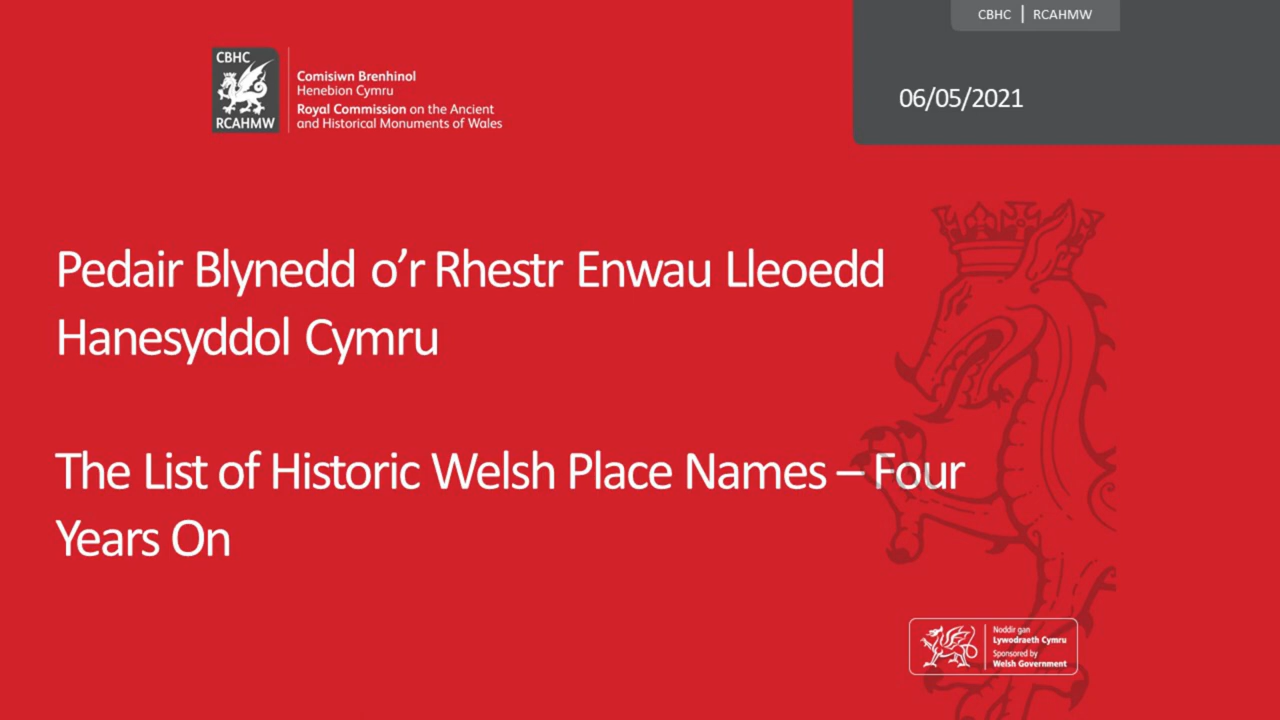 CBHC | RCAHMW
CBHC
RCAHMW
Comisiwn Brenhinol
Henebion Cymru
Royal Commission on the Ancient
and Historical Monuments of Wales
06/05/2021
Pedair Blynedd o’r Rhestr Enwau Lleoedd
Hanesyddol Cymru
The List of Historic Welsh Place Names – Four
Years On
Noddir gan
Lywodraeth Cymru
Sponsored by
Welsh Government